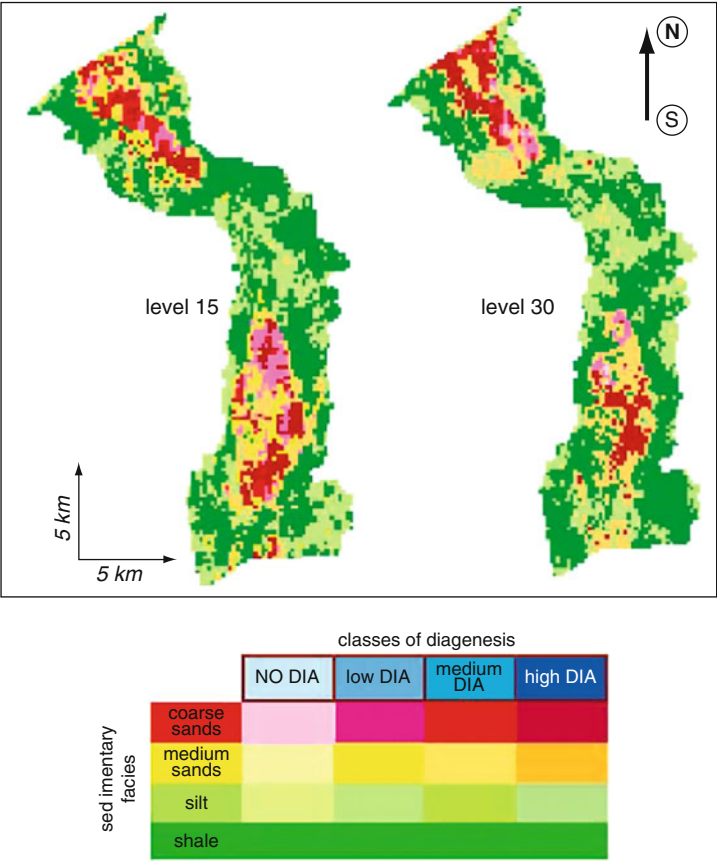 N
S
level 15
level 30
5 km
5 km
classes of diagenesis
NO DIA
low DIA
medium
DIA
high DIA
sed imentary
facies
coarse
sands
medium
sands
silt
shale